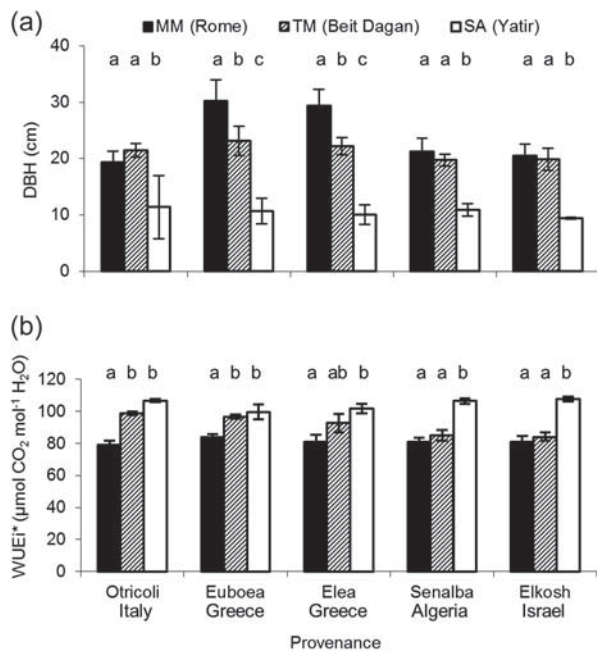 (a)
MM (Rome) TM (Beit Dagan) SA (Yatir)
a a b a b c a b c a a b a a b
40
30
20
10
0
DBH (cm)
(b)
a b b a b b a ab b a a b a a b
120
100
80
60
40
20
0
WUEi* (µmol CO₂ mol⁻¹ H₂O)
Otricoli Euboea Elea Senalba Elkosh
Italy Greece Greece Algeria Israel
Provenance